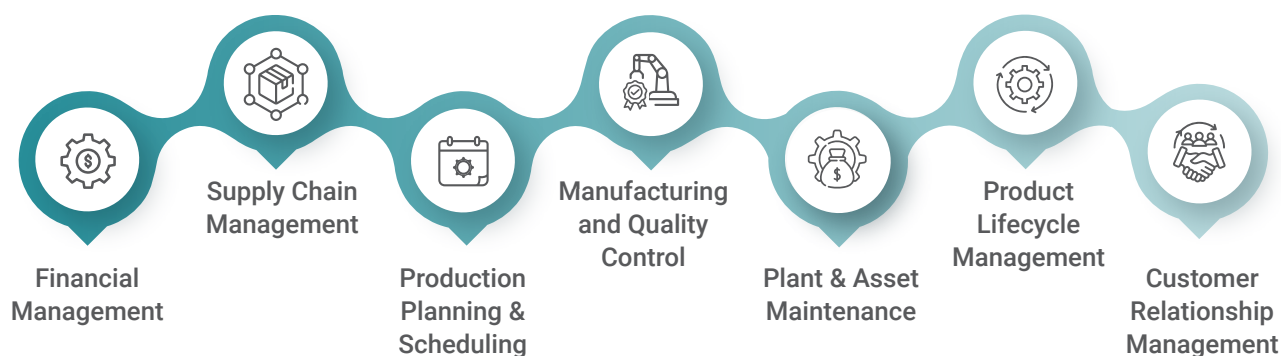 Financial
Management
Supply Chain
Management
Production
Planning &
Scheduling
Manufacturing
and Quality
Control
Plant & Asset
Maintenance
Product
Lifecycle
Management
Customer
Relationship
Management
$
$